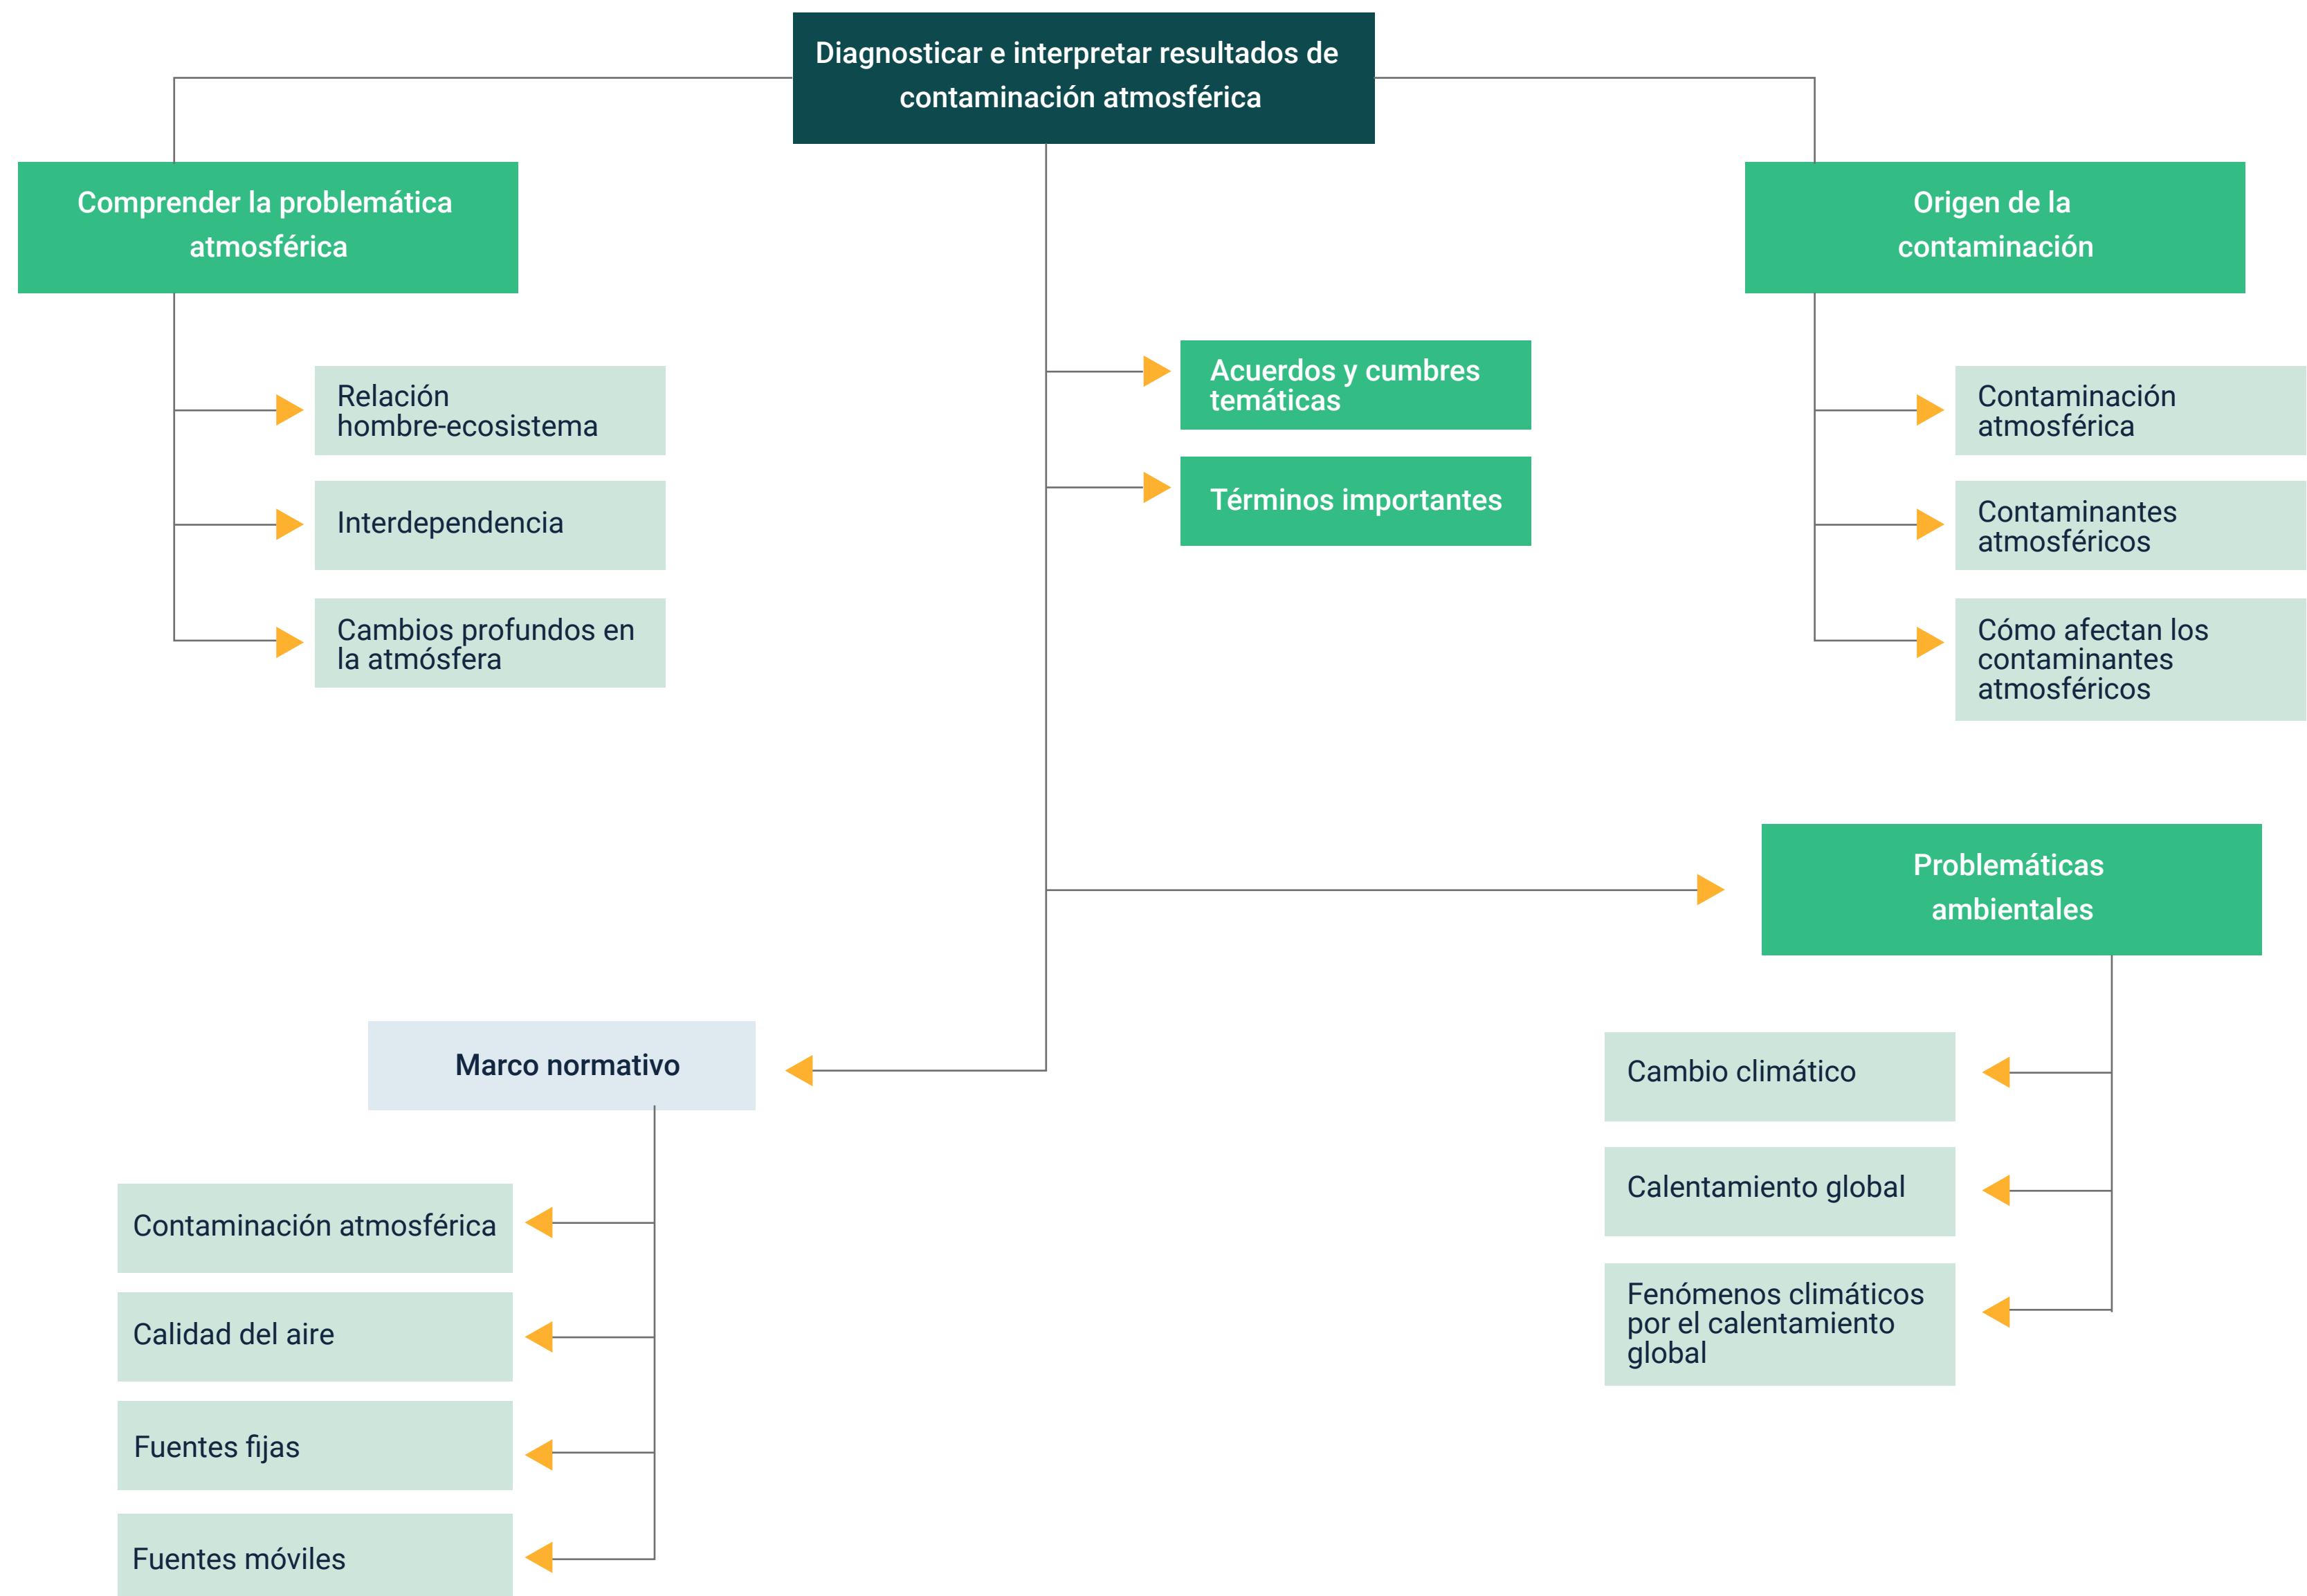 Diagnosticar e interpretar resultados de
contaminación atmosférica
Comprender la problemática
atmosférica
Origen de la
contaminación
Acuerdos y cumbres
temáticas
Términos importantes
Relación
hombre-ecosistema
Interdependencia
Cambios profundos en
la atmósfera
Contaminación
atmosférica
Contaminantes
atmosféricos
Cómo afectan los
contaminantes
atmosféricos
Problemáticas
ambientales
Marco normativo
Cambio climático
Calentamiento global
Fenómenos climáticos
por el calentamiento
global
Contaminación atmosférica
Calidad del aire
Fuentes fijas
Fuentes móviles